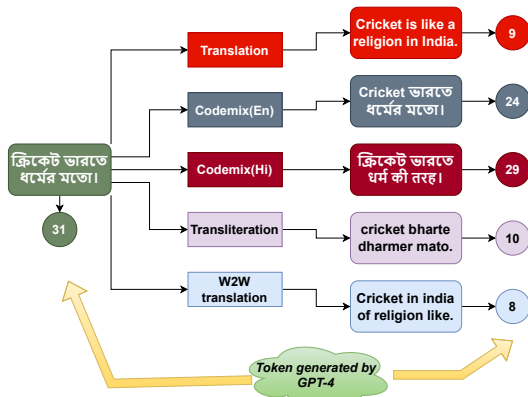 Translation
Cricket is like a
religion in India.
9
Codemix(En)
Cricket ভারতে
ধর্মের মতো।
24
ক্রিকেট ভারতে
ধর্মের মতো।
31
Codemix(Hi)
ক্রিকেট ভারতে
धर्म की तरह।
29
Transliteration
cricket bharte
dharmer mato.
10
W2W
translation
Cricket in india
of religion like.
8
Token generated by
GPT-4